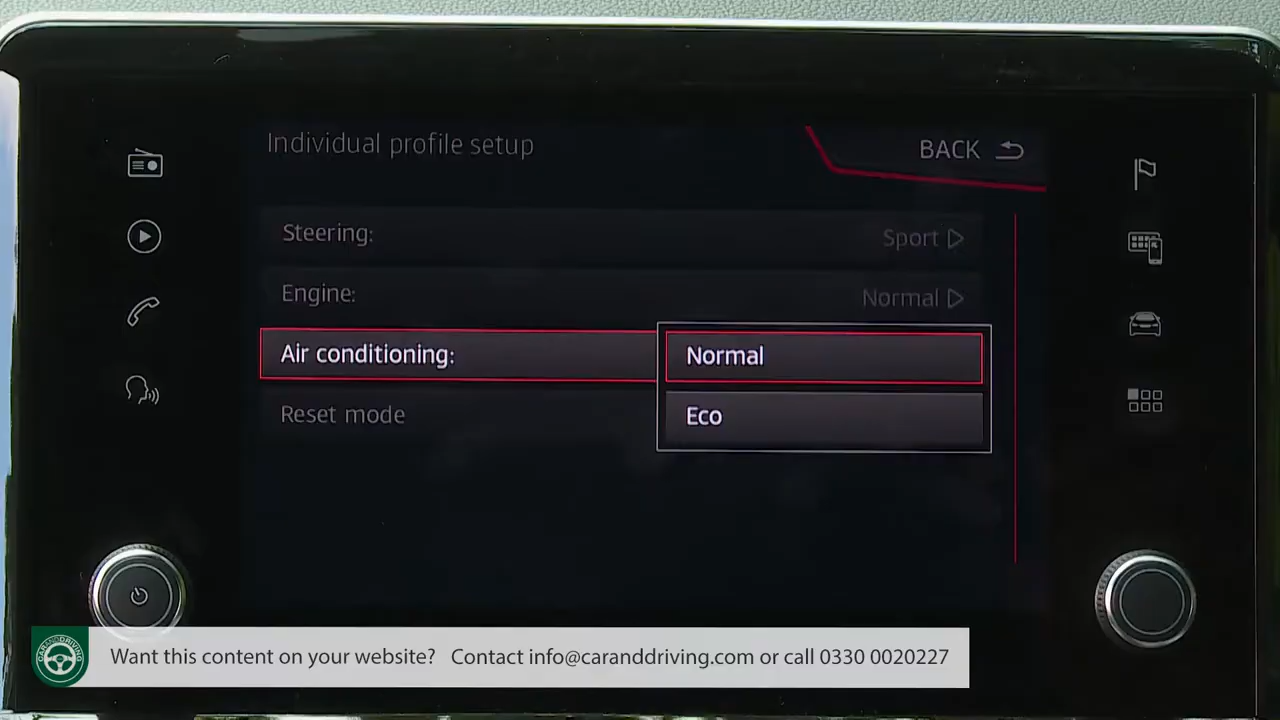 Individual profile setup
BACK
Steering:
Sport
Engine:
Normal
Air conditioning:
Normal
Eco
Reset mode
CARANDDRIVING
Want this content on your website? Contact info@caranddriving.com or call 0330 0020227